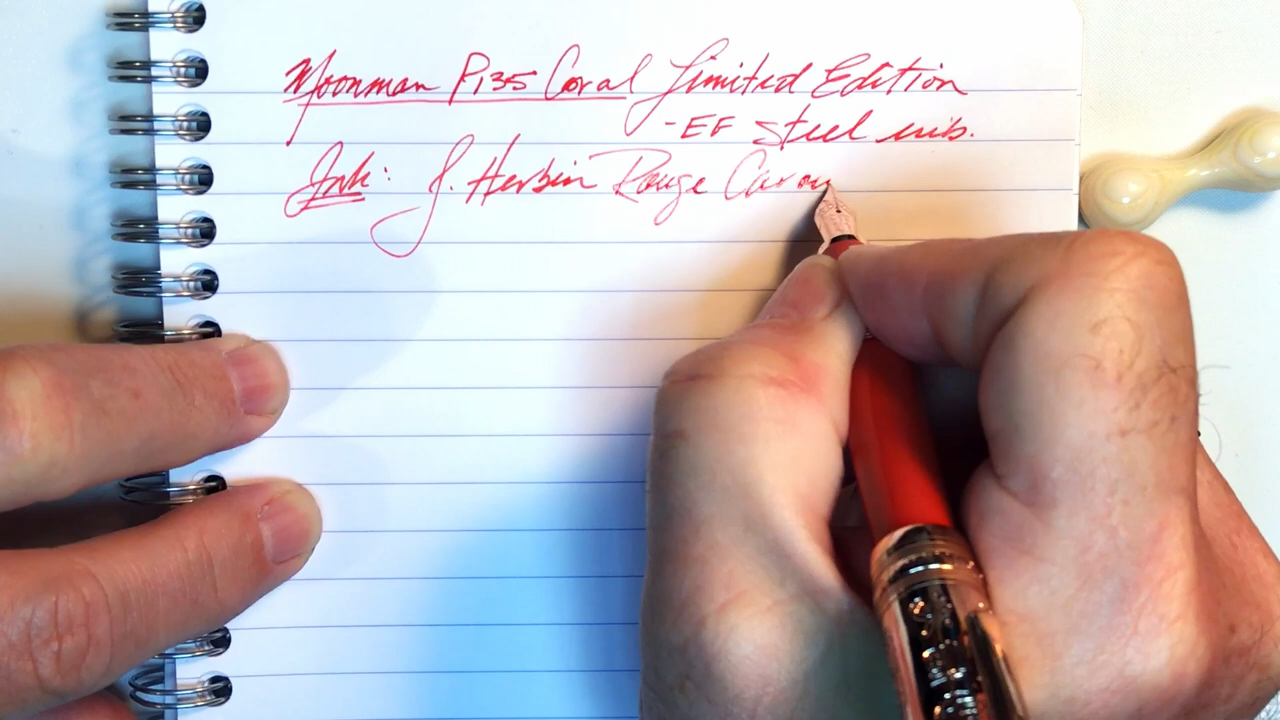 Moonman P135 Coral Limited Edition
-EF steel nib.
Ink: J. Herbin Rouge Carou